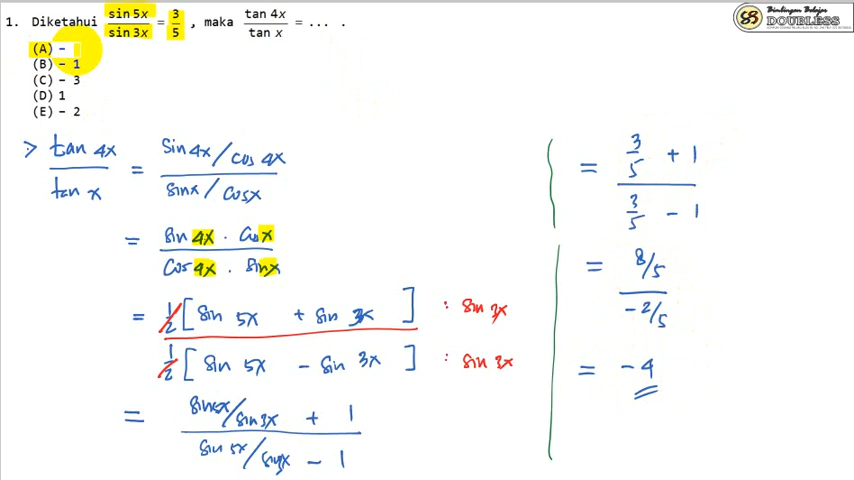 1. Diketahui sin 5x / sin 3x = 3/5 , maka tan 4x / tan x = ... .
Bimbingan Belajar
DOUBLESS
(A) –
(B) – 1
(C) – 3
(D) 1
(E) – 2
> tan 4x / tan x = (sin 4x / cos 4x) / (sin x / cos x)
= (sin 4x . cos x) / (cos 4x . sin x)
= 1/2 [ sin 5x + sin 3x ] : sin 3x
1/2 [ sin 5x – sin 3x ] : sin 3x
= (sin 5x / sin 3x + 1) / (sin 5x / sin 3x – 1)
= (3/5 + 1) / (3/5 – 1)
= (8/5) / (–2/5)
= –4